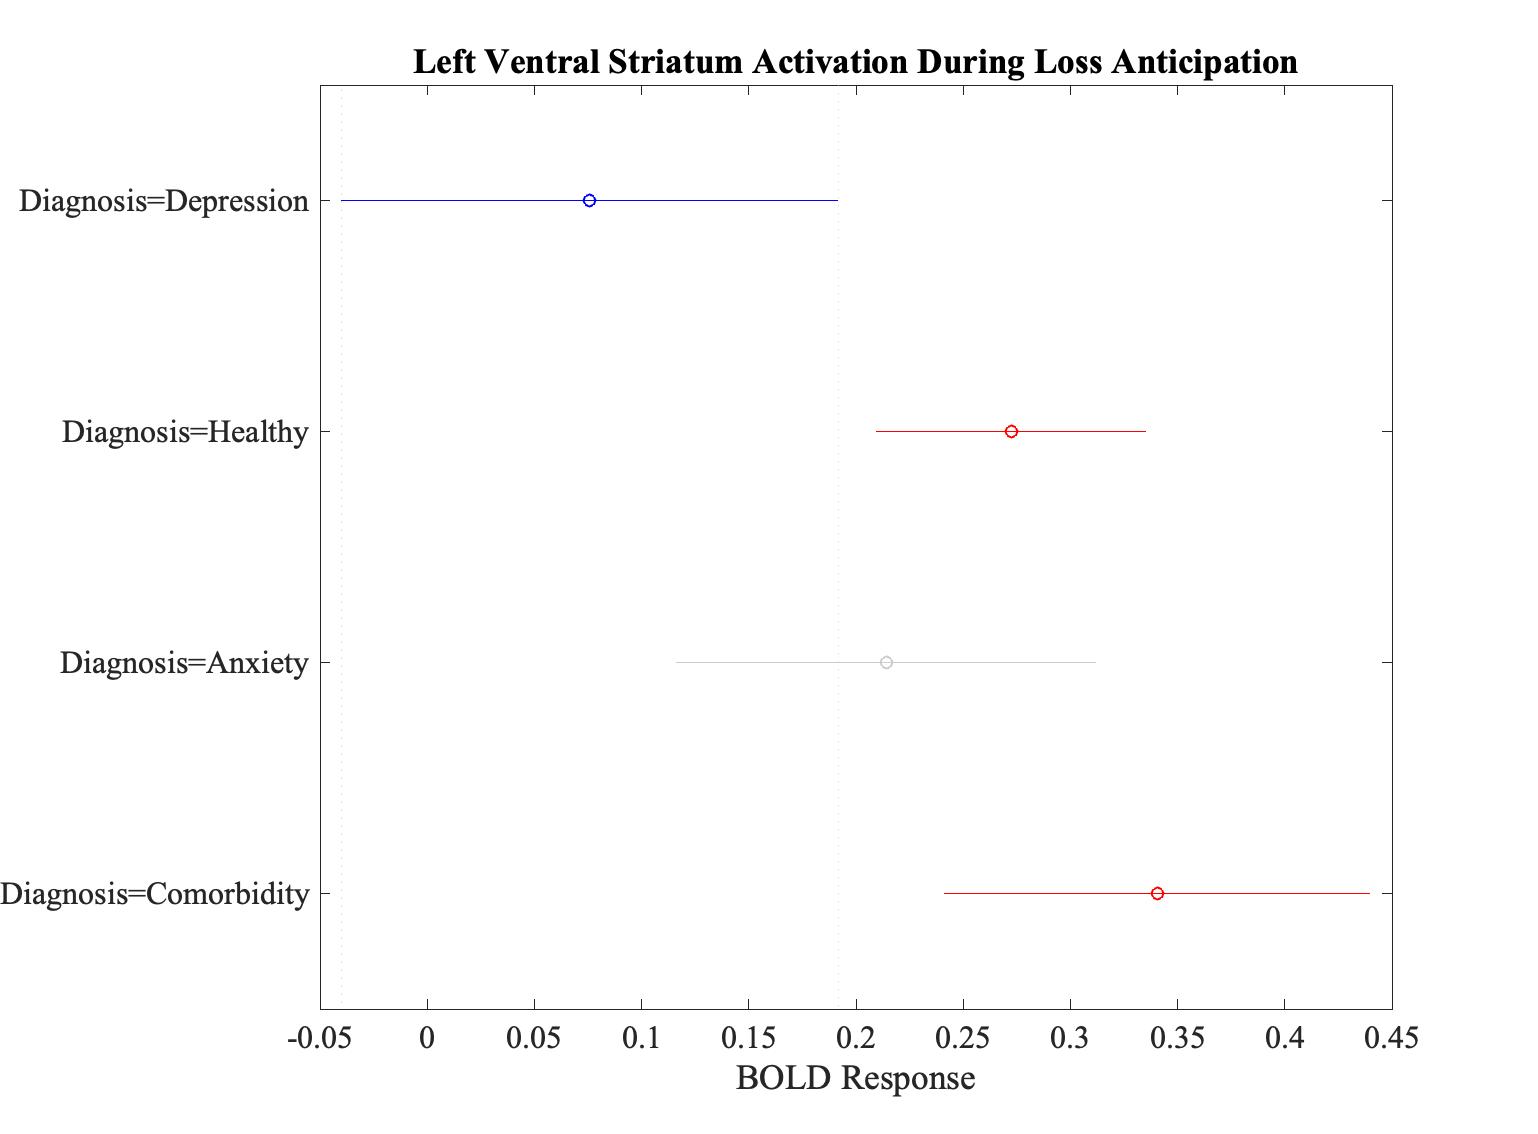 Left Ventral Striatum Activation During Loss Anticipation
Diagnosis=Depression
Diagnosis=Healthy
Diagnosis=Anxiety
Diagnosis=Comorbidity
-0.05 0 0.05 0.1 0.15 0.2 0.25 0.3 0.35 0.4 0.45
BOLD Response